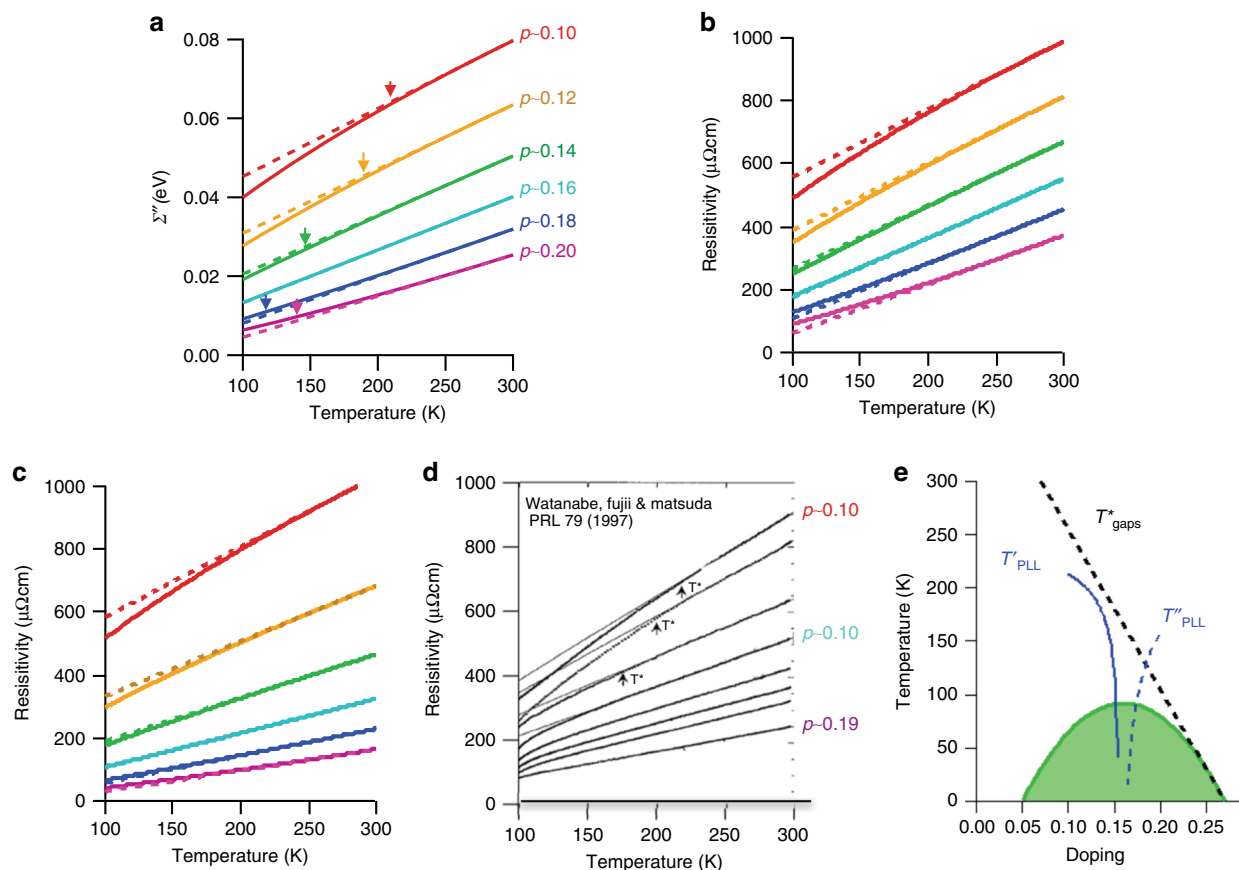 a
0.08
0.06
0.04
0.02
0.00
Σ″(eV)
100 150 200 250 300
Temperature (K)
p~0.10
p~0.12
p~0.14
p~0.16
p~0.18
p~0.20
b
1000
800
600
400
200
0
Resisitivity (μΩcm)
100 150 200 250 300
Temperature (K)
c
1000
800
600
400
200
0
Resisitivity (μΩcm)
100 150 200 250 300
Temperature (K)
d
1000
800
600
400
200
0
Resisitivity (μΩcm)
Watanabe, fujii & matsuda
PRL 79 (1997)
T*
T*
T*
100 150 200 250 300
Temperature (K)
p~0.10
p~0.10
p~0.19
e
300
250
200
150
100
50
0
Temperature (K)
T*gaps
T′PLL
T″PLL
0.00 0.05 0.10 0.15 0.20 0.25
Doping